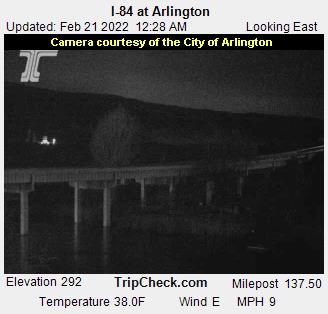 I-84 at Arlington
Updated: Feb 21 2022 12:28 AM Looking East
Camera courtesy of the City of Arlington
Elevation 292 TripCheck.com Milepost 137.50
Temperature 38.0F Wind E MPH 9